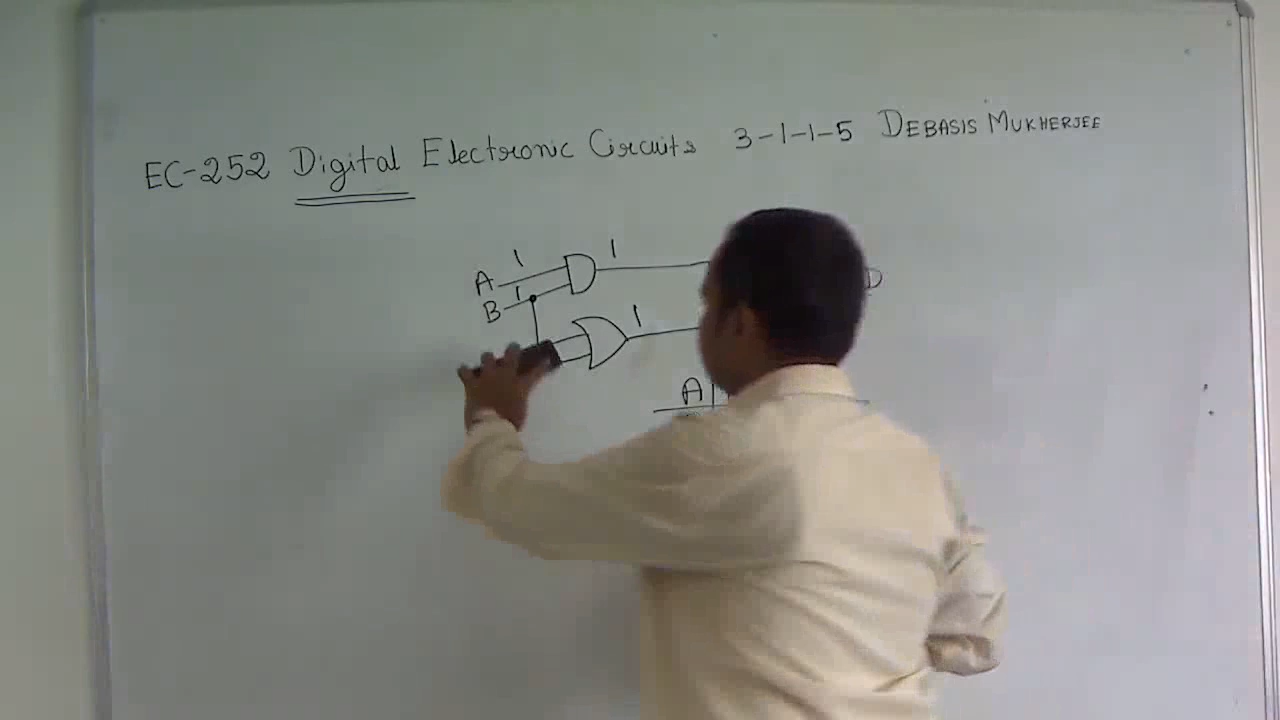 EC-252 Digital Electronic Circuits 3-1-1-5 DEBASIS MUKHERJEE
1 1
A
1
B
1
D
A